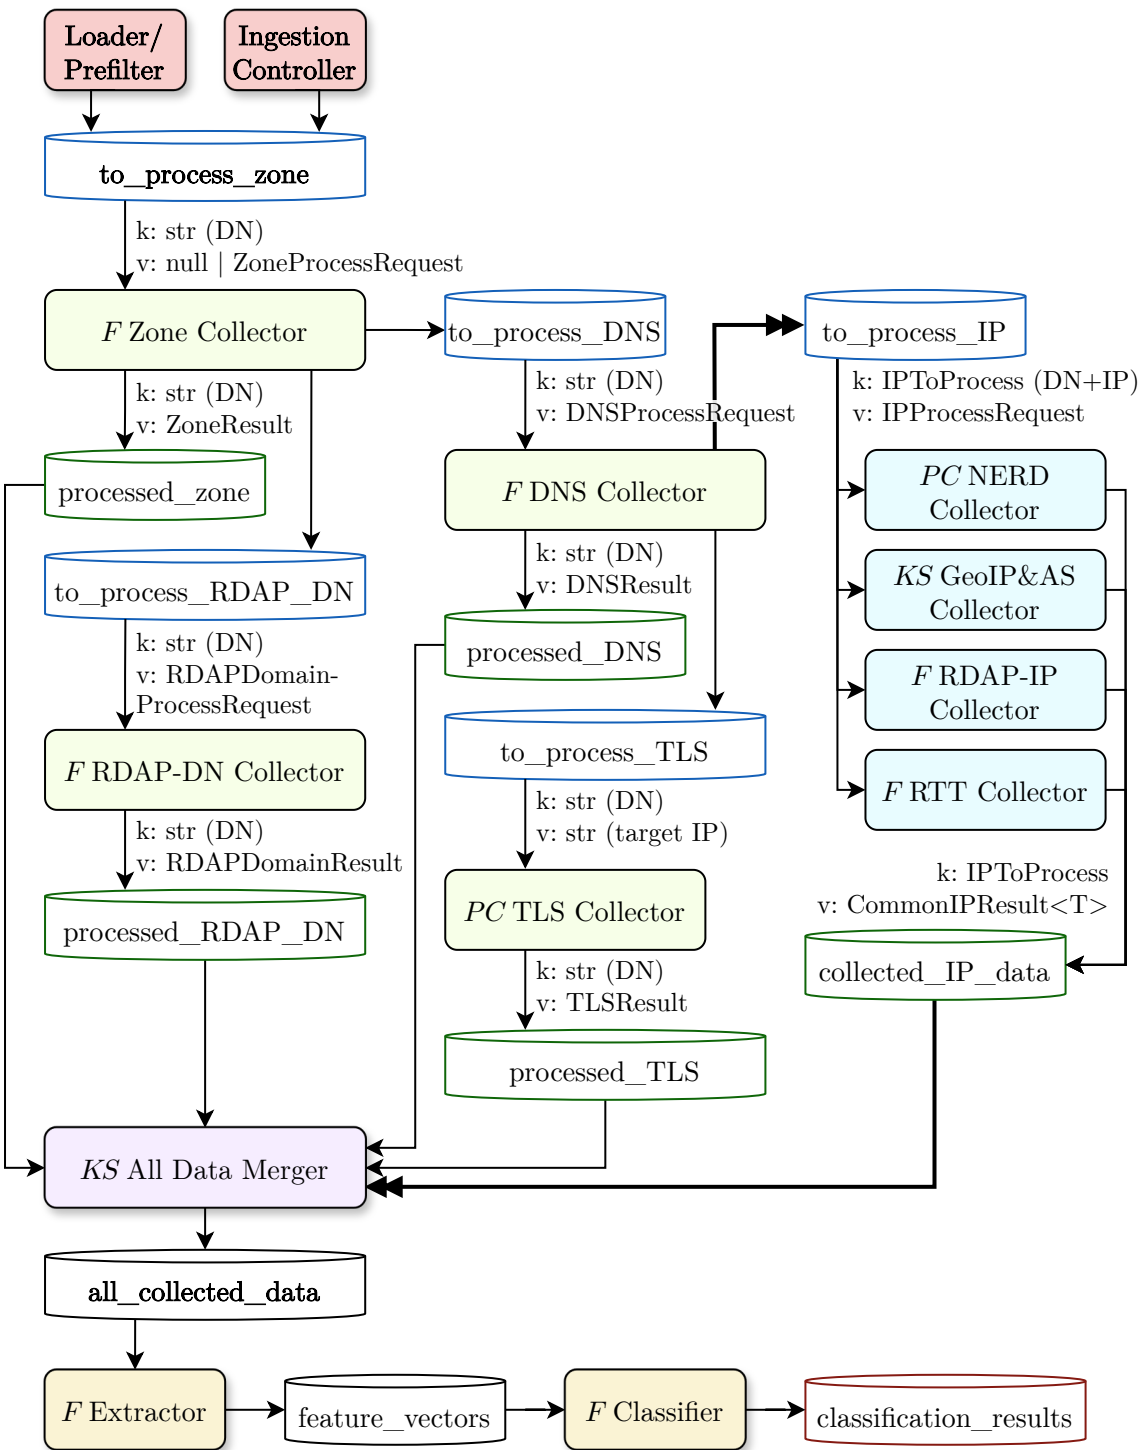 Loader/
Prefilter
Ingestion
Controller
to_process_zone
k: str (DN)
v: null | ZoneProcessRequest
F Zone Collector
to_process_DNS
to_process_IP
k: str (DN)
v: ZoneResult
k: str (DN)
v: DNSProcessRequest
k: IPToProcess (DN+IP)
v: IPProcessRequest
processed_zone
F DNS Collector
PC NERD
Collector
k: str (DN)
v: DNSResult
KS GeoIP&AS
Collector
to_process_RDAP_DN
k: str (DN)
v: RDAPDomain-
ProcessRequest
processed_DNS
F RDAP-IP
Collector
F RDAP-DN Collector
to_process_TLS
F RTT Collector
k: str (DN)
v: str (target IP)
k: str (DN)
v: RDAPDomainResult
k: IPToProcess
v: CommonIPResult<T>
processed_RDAP_DN
PC TLS Collector
collected_IP_data
k: str (DN)
v: TLSResult
processed_TLS
KS All Data Merger
all_collected_data
F Extractor
feature_vectors
F Classifier
classification_results